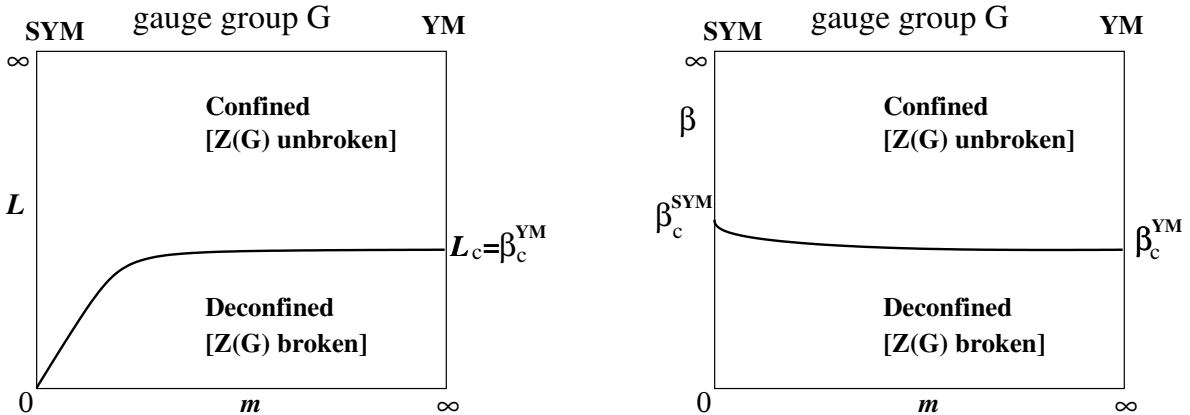 gauge group G
SYM
YM
∞
Confined
[Z(G) unbroken]
L
L_c=β_c^YM
Deconfined
[Z(G) broken]
0
m
∞
gauge group G
SYM
YM
∞
β
Confined
[Z(G) unbroken]
β_c^SYM
β_c^YM
Deconfined
[Z(G) broken]
0
m
∞